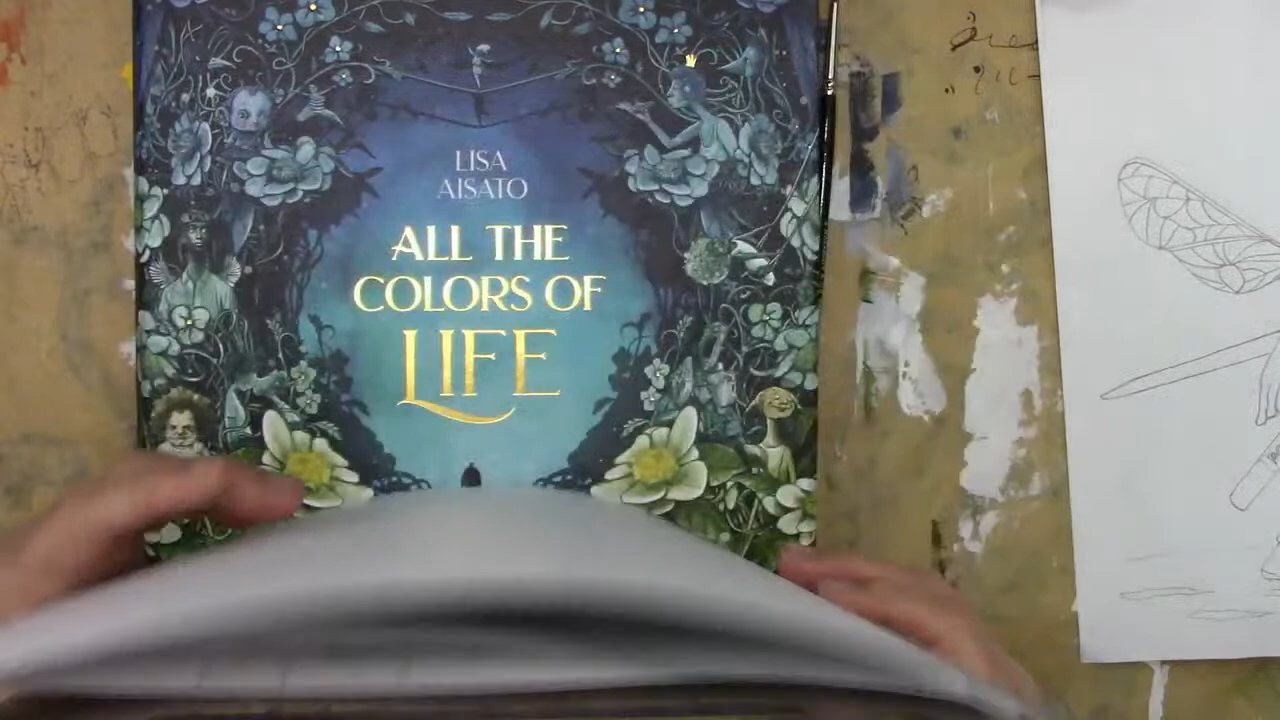 LISA
AISATO
ALL THE
COLORS OF
LIFE